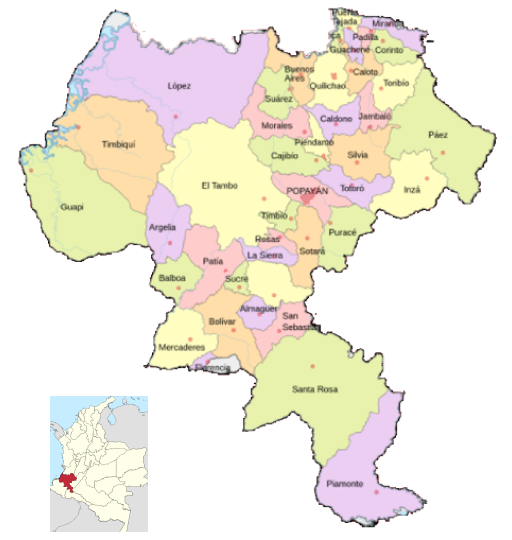 Puerto
Tejada
Miranda
Padilla
Guachené
Corinto
Buenos
Aires
Caloto
Quilichao
Toribío
López
Suárez
Morales
Caldono
Jambaló
Timbiquí
Piendamó
Páez
Cajibío
Silvia
El Tambo
POPAYÁN
Totoró
Inzá
Guapi
Timbío
Argelia
Puracé
Rosas
Sotará
La Sierra
Patía
Balboa
Sucre
Almaguer
Bolívar
San
Sebastián
Mercaderes
Florencia
Santa Rosa
Piamonte